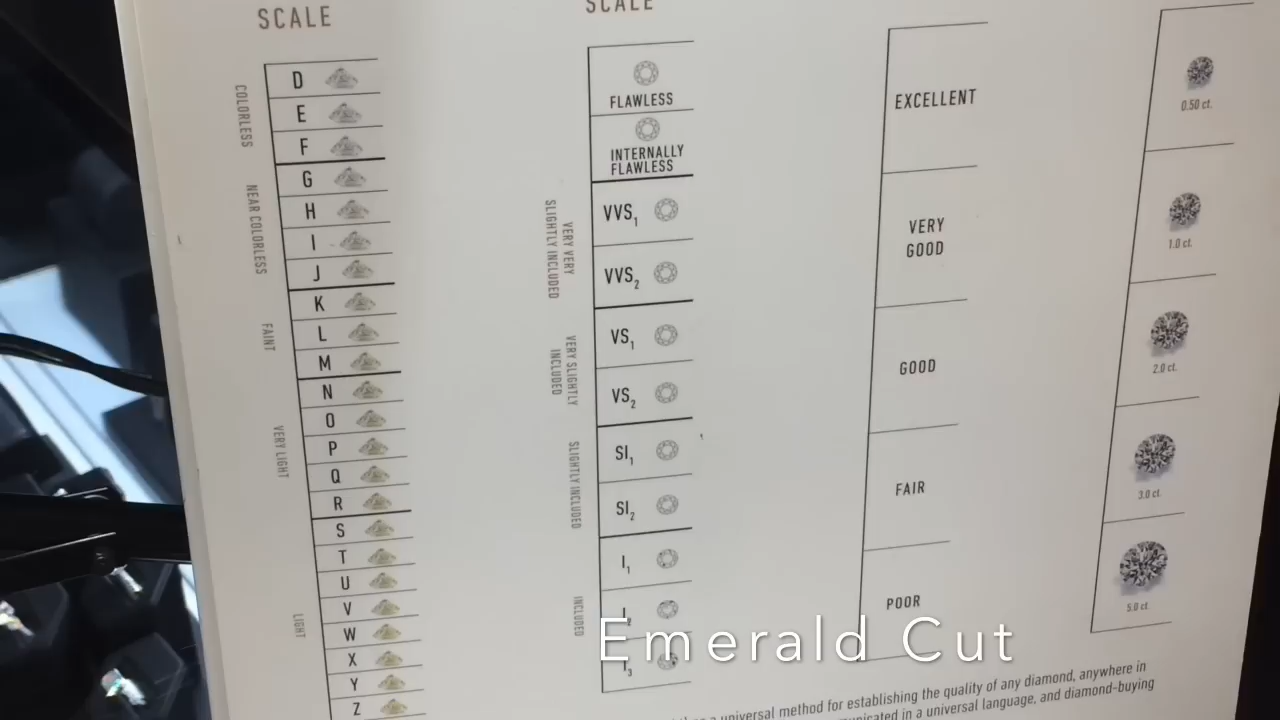 SCALE
COLORLESS
D
E
F
NEAR COLORLESS
G
H
I
J
FAINT
K
L
M
VERY LIGHT
N
O
P
Q
R
LIGHT
S
T
U
V
W
X
Y
Z
SCALE
FLAWLESS
INTERNALLY
FLAWLESS
VERY VERY
SLIGHTLY INCLUDED
VVS1
VVS2
VERY SLIGHTLY
INCLUDED
VS1
VS2
SLIGHTLY INCLUDED
SI1
SI2
INCLUDED
I1
I2
I3
EXCELLENT
VERY
GOOD
GOOD
FAIR
POOR
0.50 ct.
1.0 ct.
2.0 ct.
3.0 ct.
5.0 ct.
Emerald Cut
universal method for establishing the quality of any diamond, anywhere in
in a universal language, and diamond-buying